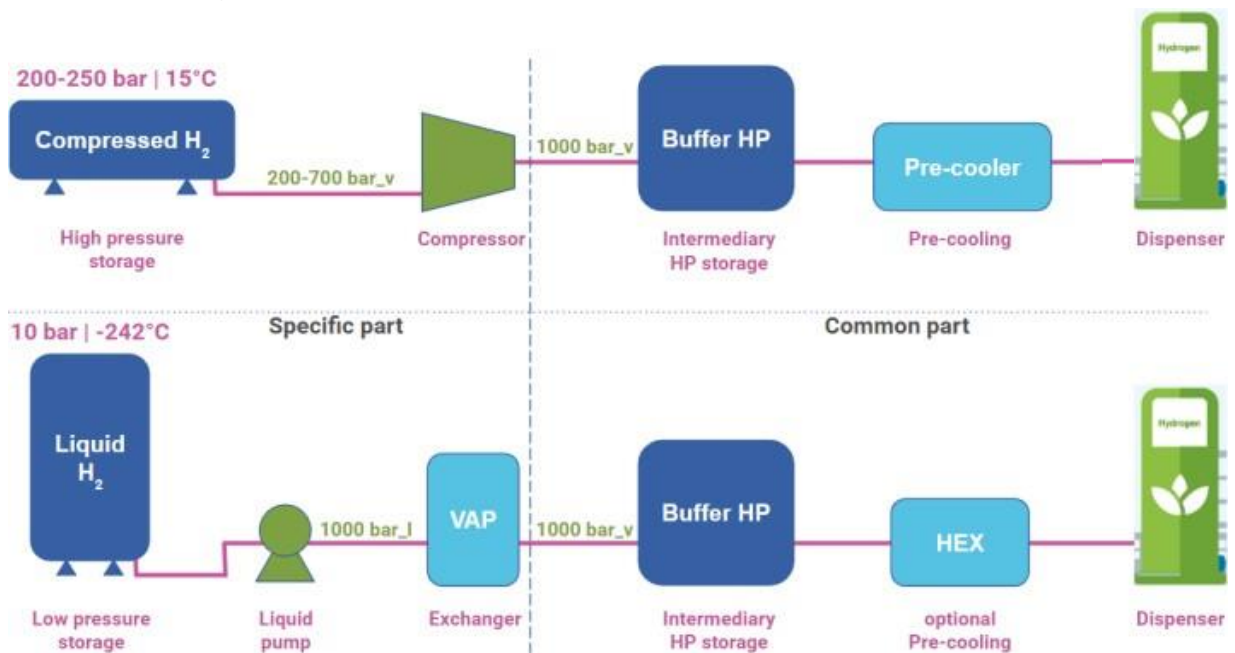 200-250 bar | 15°C
Compressed H₂
200-700 bar_v
1000 bar_v
Buffer HP
Pre-cooler
Hydrogen
High pressure
storage
Compressor
Intermediary
HP storage
Pre-cooling
Dispenser
Specific part
Common part
10 bar | -242°C
Liquid
H₂
1000 bar_l
VAP
1000 bar_v
Buffer HP
HEX
Hydrogen
Low pressure
storage
Liquid
pump
Exchanger
Intermediary
HP storage
optional
Pre-cooling
Dispenser